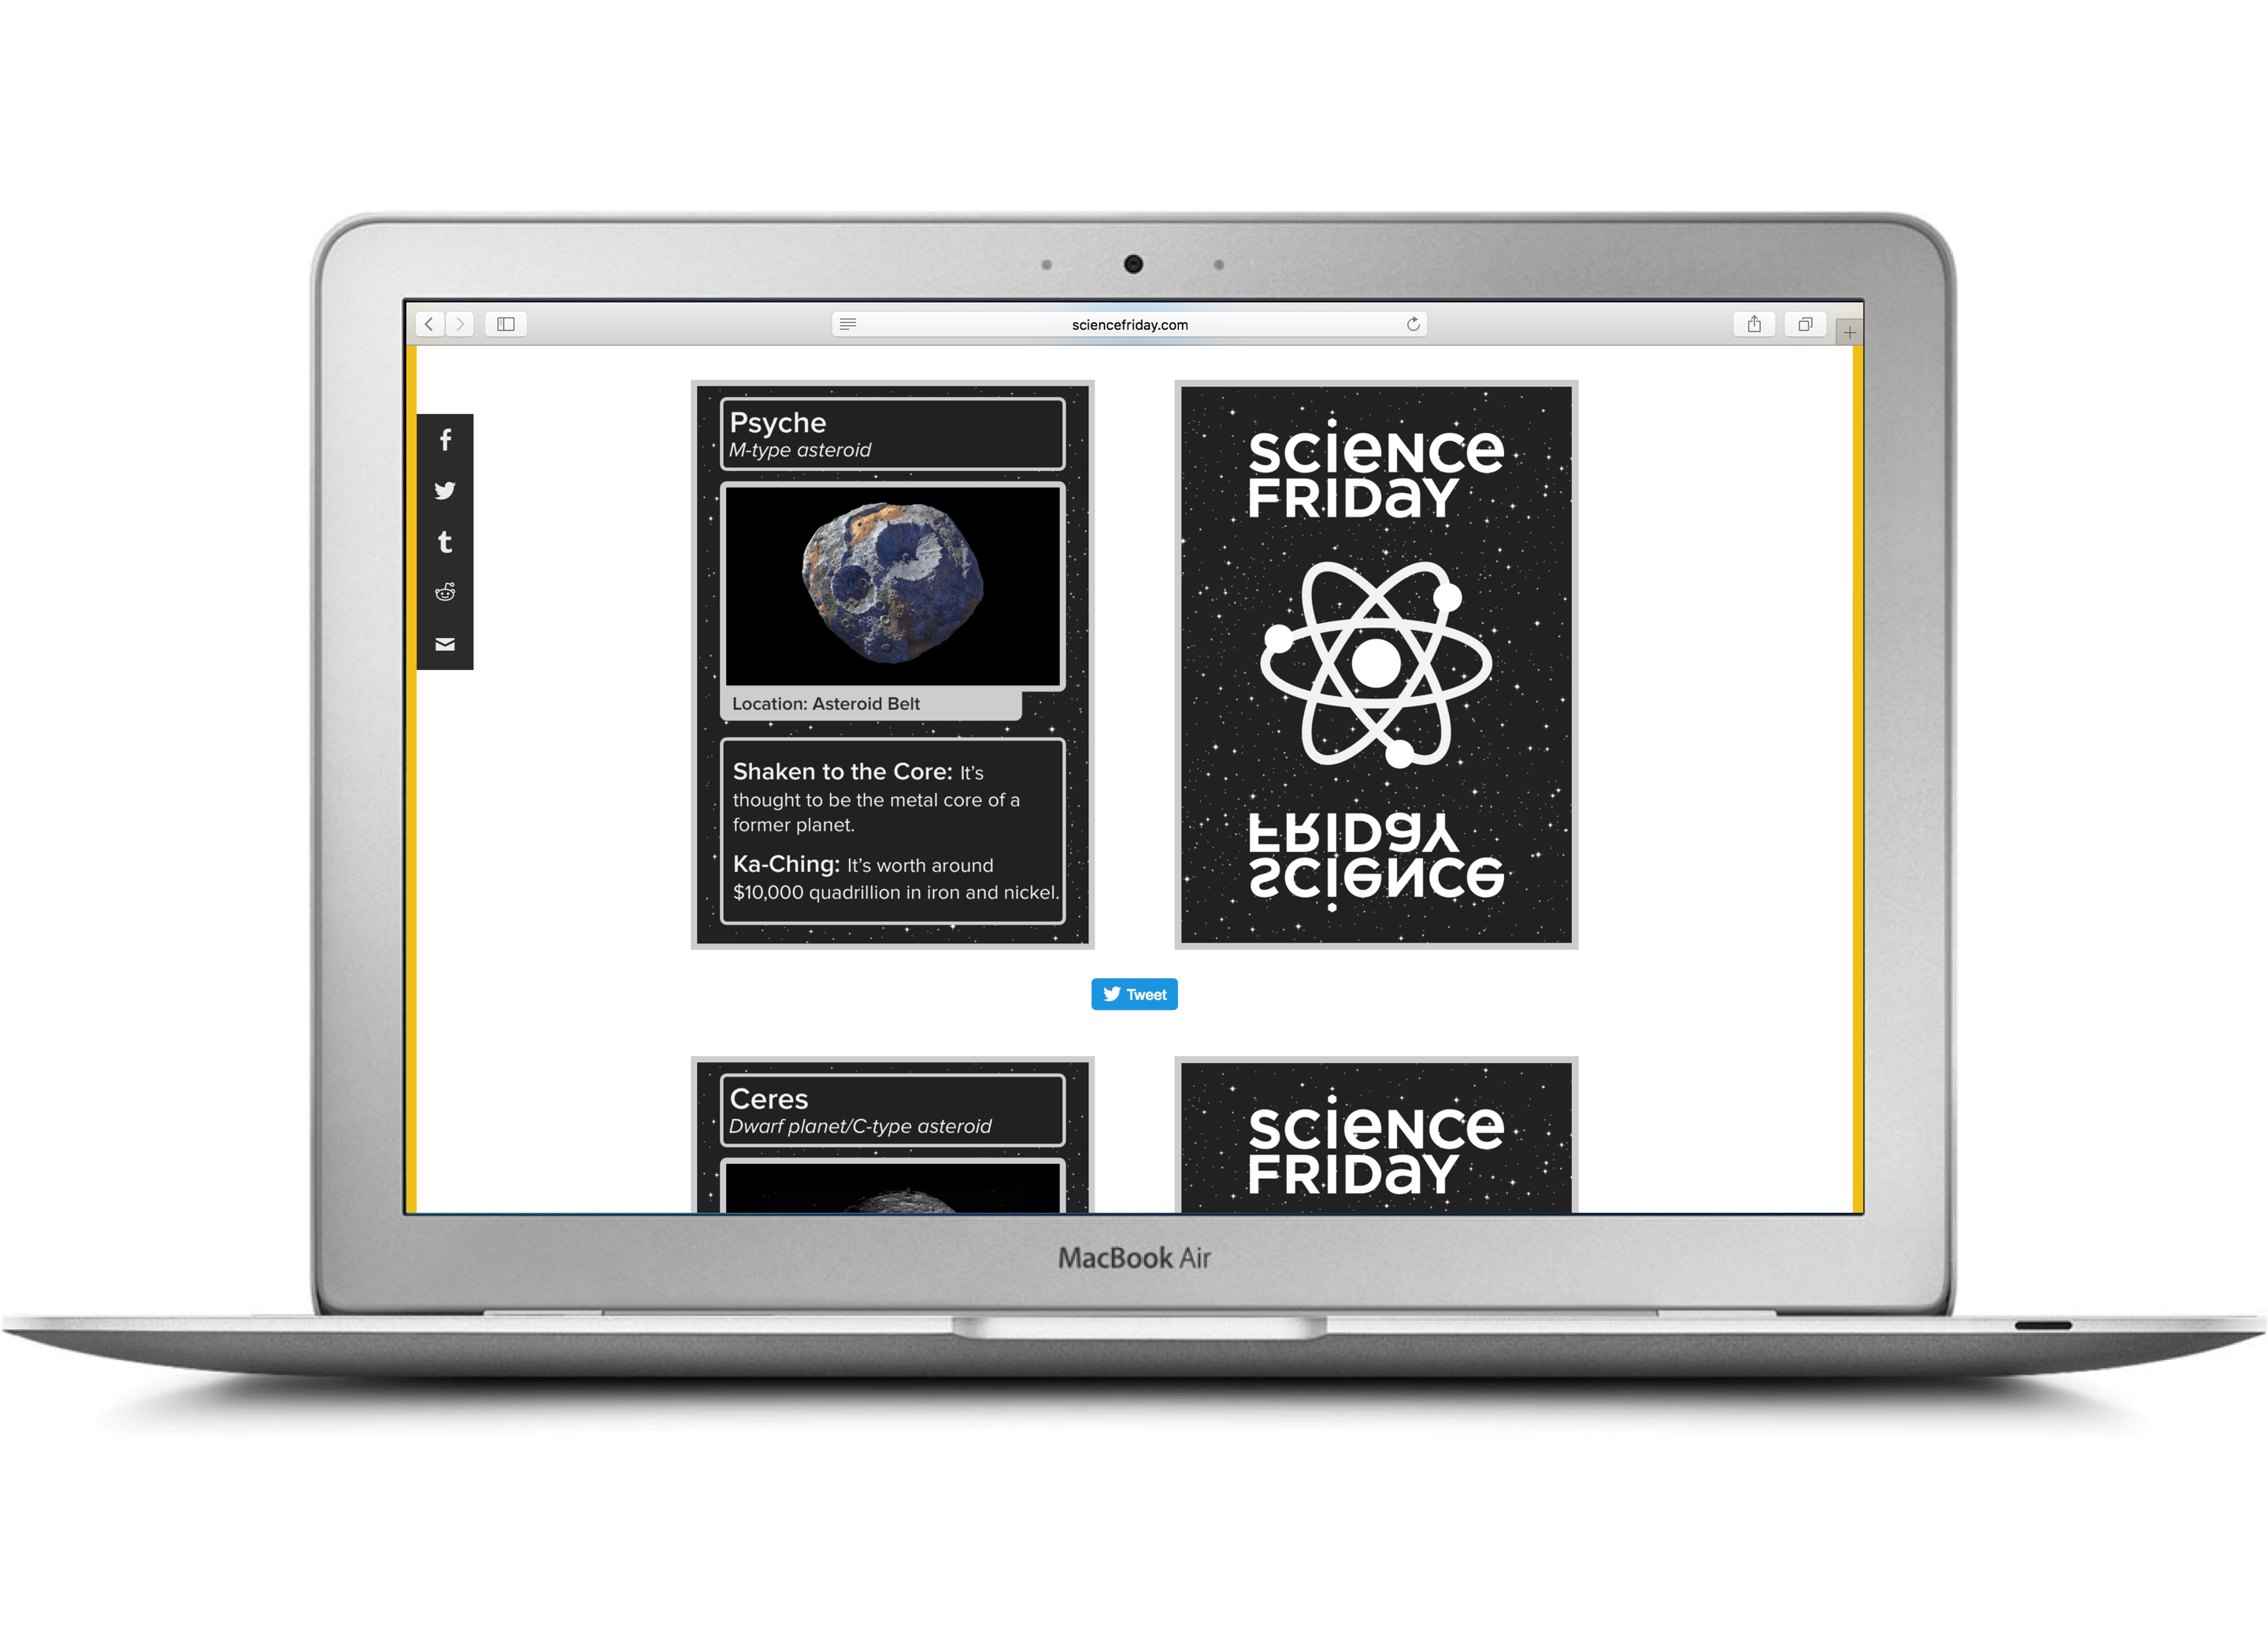 sciencefriday.com
Psyche
M-type asteroid
Location: Asteroid Belt
Shaken to the Core: It's
thought to be the metal core of a
former planet.
Ka-Ching: It's worth around
$10,000 quadrillion in iron and nickel.
SCIENCE
FRIDAY
FRIDAY
SCIENCE
Tweet
Ceres
Dwarf planet/C-type asteroid
SCIENCE
FRIDAY
MacBook Air